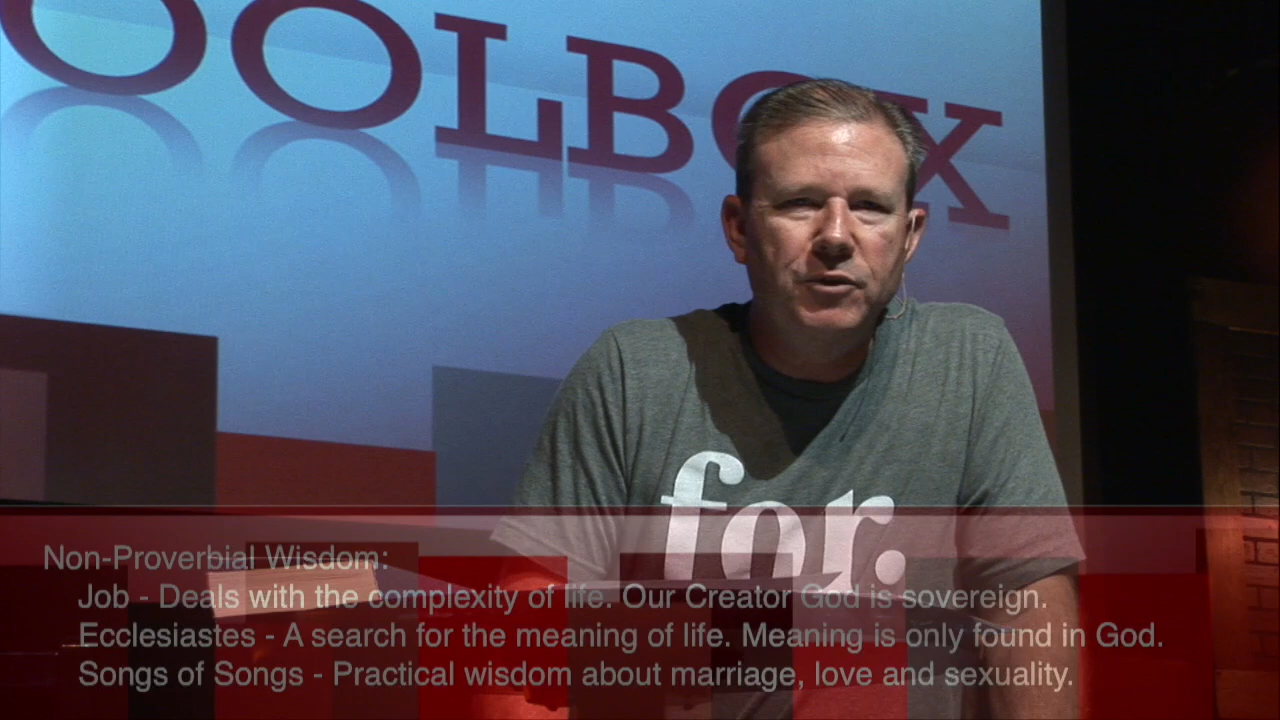 OOLBOX
for.
Non-Proverbial Wisdom:
Job - Deals with the complexity of life. Our Creator God is sovereign.
Ecclesiastes - A search for the meaning of life. Meaning is only found in God.
Songs of Songs - Practical wisdom about marriage, love and sexuality.